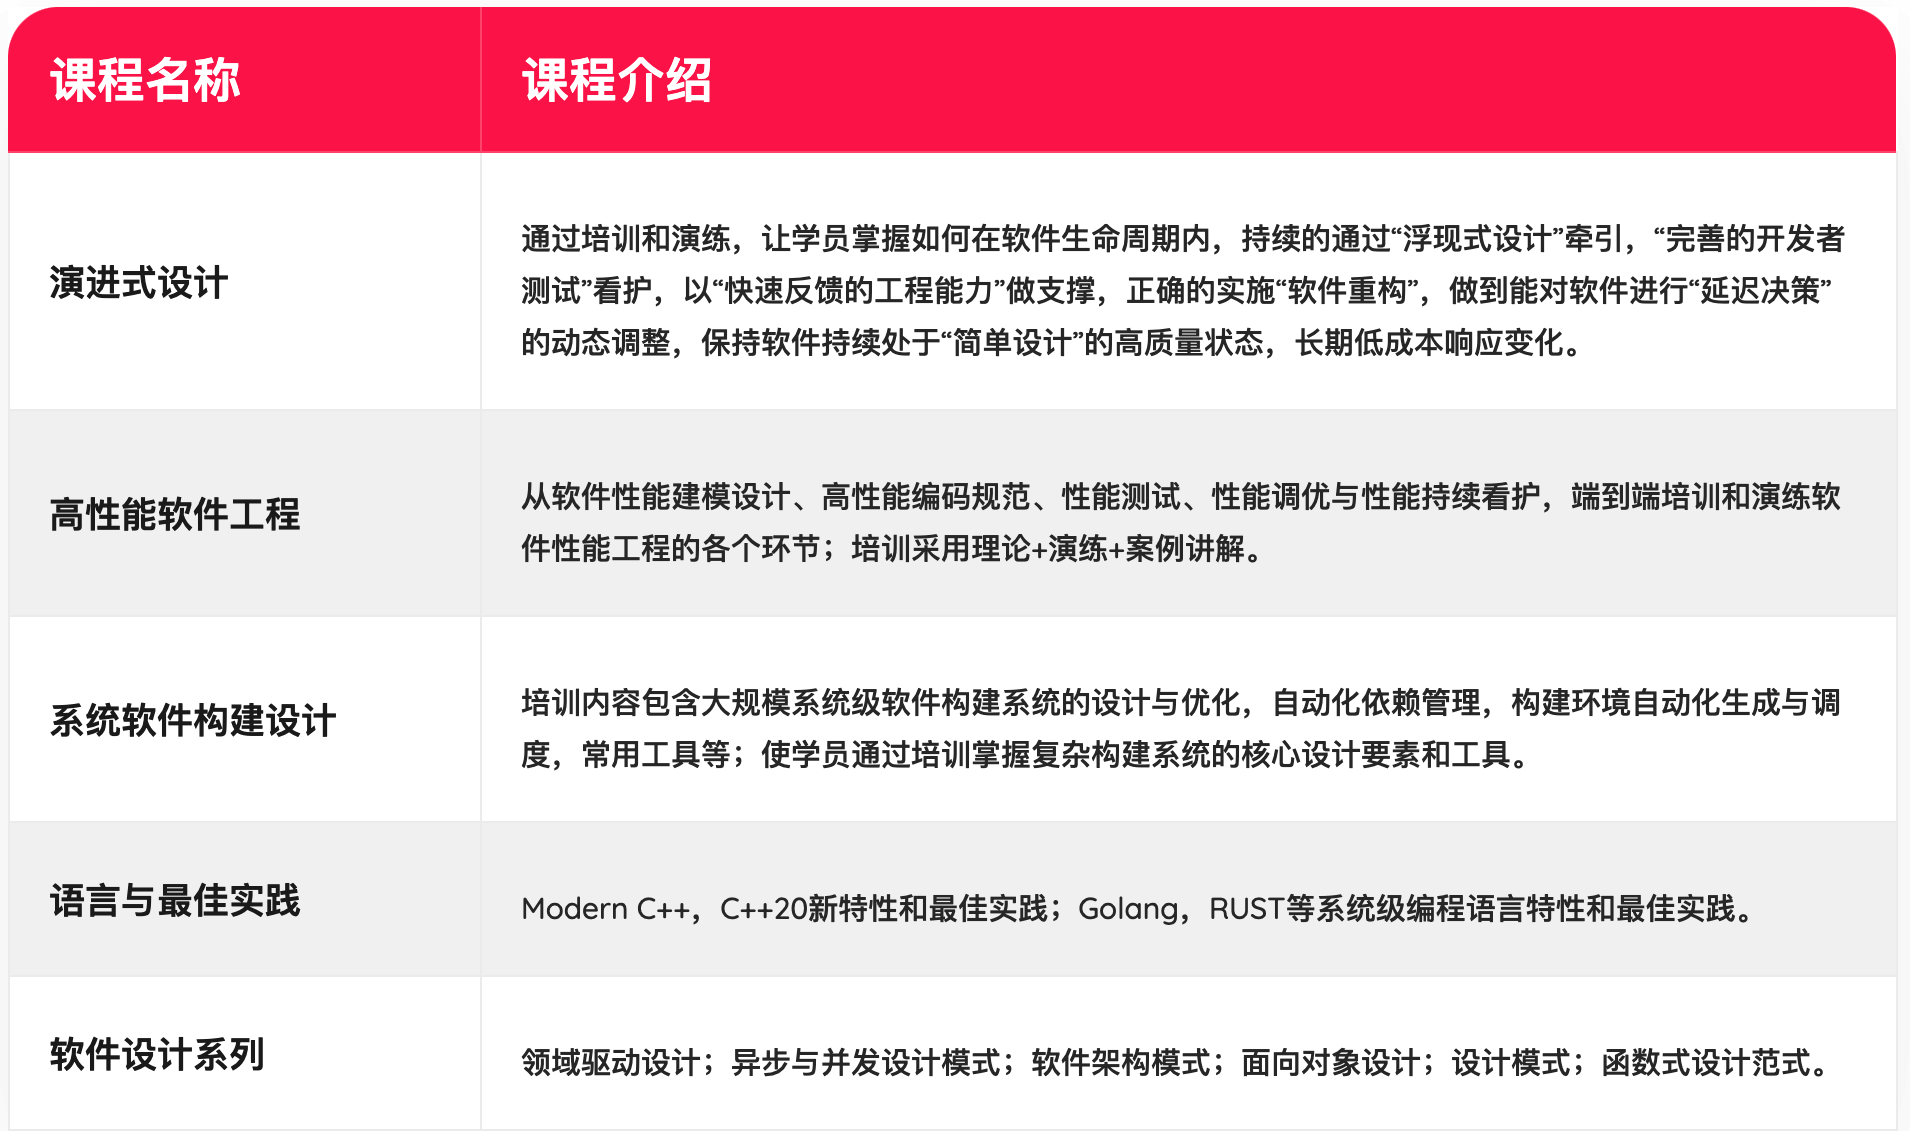 课程名称
课程介绍
演进式设计
通过培训和演练，让学员掌握如何在软件生命周期内，持续的通过“浮现式设计”牵引，“完善的开发者
测试”看护，以“快速反馈的工程能力”做支撑，正确的实施“软件重构”，做到能对软件进行“延迟决策”
的动态调整，保持软件持续处于“简单设计”的高质量状态，长期低成本响应变化。
高性能软件工程
从软件性能建模设计、高性能编码规范、性能测试、性能调优与性能持续看护，端到端培训和演练软
件性能工程的各个环节；培训采用理论+演练+案例讲解。
系统软件构建设计
培训内容包含大规模系统级软件构建系统的设计与优化，自动化依赖管理，构建环境自动化生成与调
度，常用工具等；使学员通过培训掌握复杂构建系统的核心设计要素和工具。
语言与最佳实践
Modern C++，C++20新特性和最佳实践；Golang，RUST等系统级编程语言特性和最佳实践。
软件设计系列
领域驱动设计；异步与并发设计模式；软件架构模式；面向对象设计；设计模式；函数式设计范式。